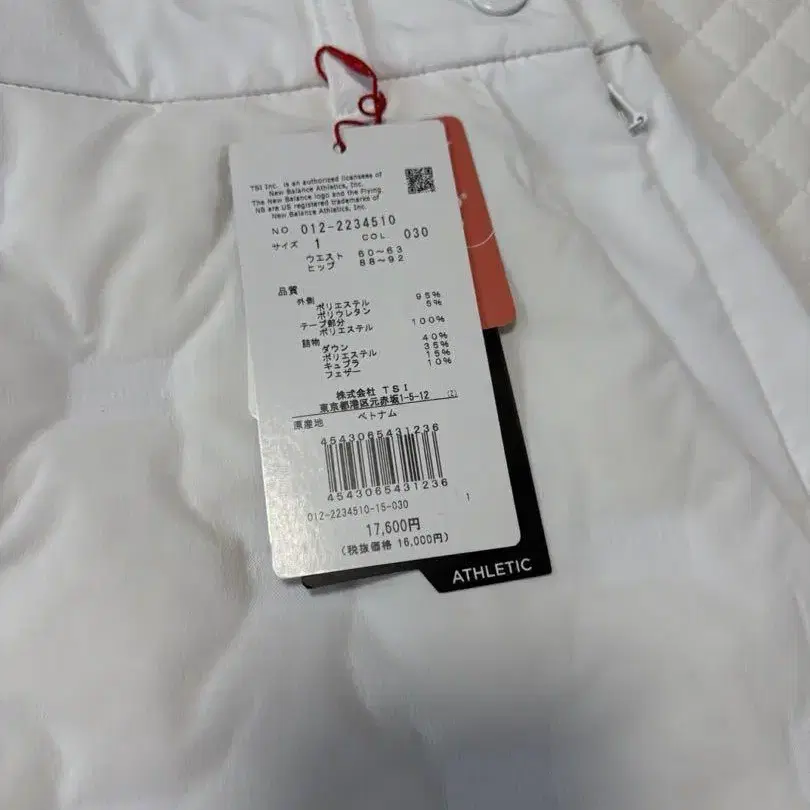 TSI Inc. is an authorized licensees of
New Balance Athletics, Inc.
The New Balance logo and the Flying
NB are US registered trademarks of
New Balance Athletics, Inc.
NO 012-2234510
サイズ 1 COL 030
ウエスト 60～63
ヒップ 88～92
品質
外側
ポリエステル 95%
ポリウレタン 5%
テープ部分
ポリエステル 100%
詰物
ダウン 40%
ポリエステル 35%
キュプラ 15%
フェザー 10%
株式会社 TSI
東京都港区元赤坂1-5-12 (Z)
原産地 ベトナム
4543065431236
4543065431236
012-2234510-15-030 1
17,600円
(税抜価格 16,000円)
ATHLETIC